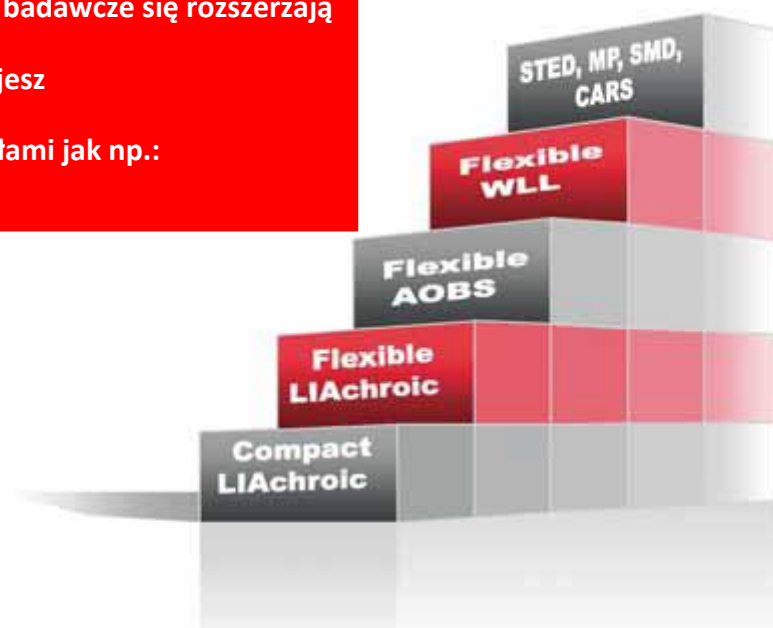 badawcze się rozszerzają
jesz
łami jak np.:
STED, MP, SMD,
CARS
Flexible
WLL
Flexible
AOBS
Flexible
LIAchroic
Compact
LIAchroic